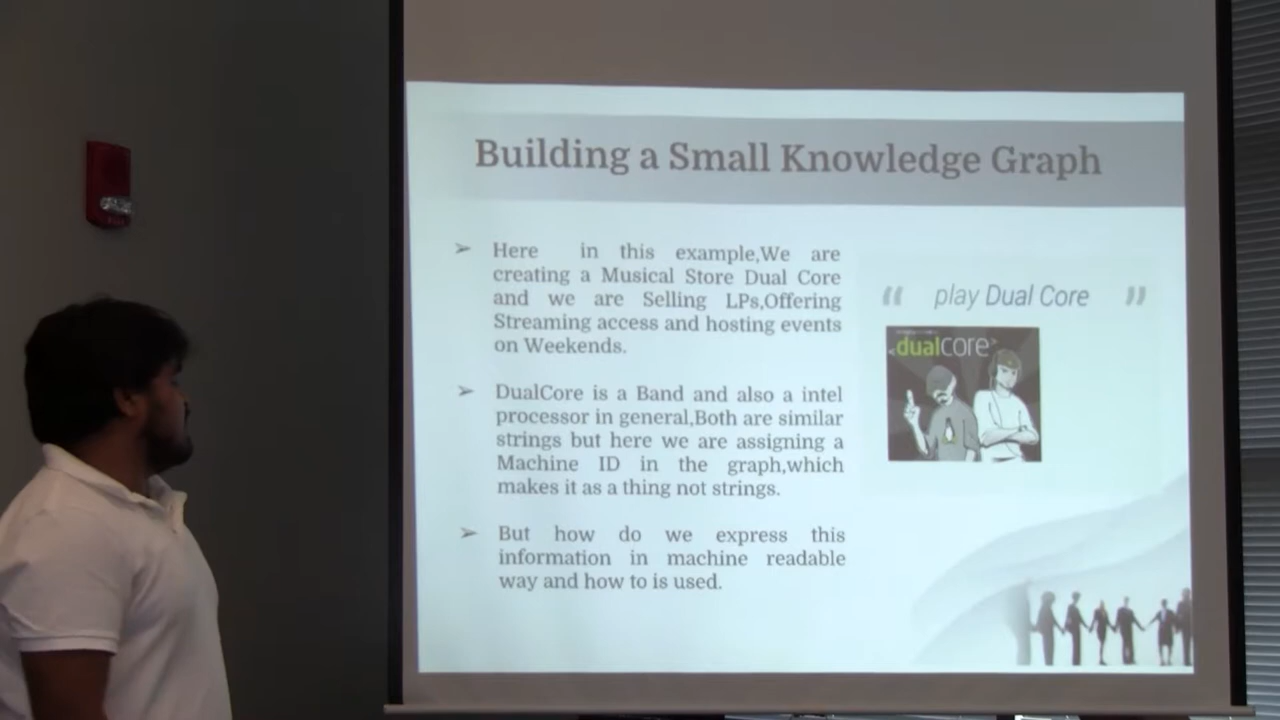 Building a Small Knowledge Graph
➢ Here in this example,We are
creating a Musical Store Dual Core
and we are Selling LPs,Offering
Streaming access and hosting events
on Weekends.
➢ DualCore is a Band and also a intel
processor in general,Both are similar
strings but here we are assigning a
Machine ID in the graph,which
makes it as a thing not strings.
➢ But how do we express this
information in machine readable
way and how to is used.
“ play Dual Core ”
<dualcore>